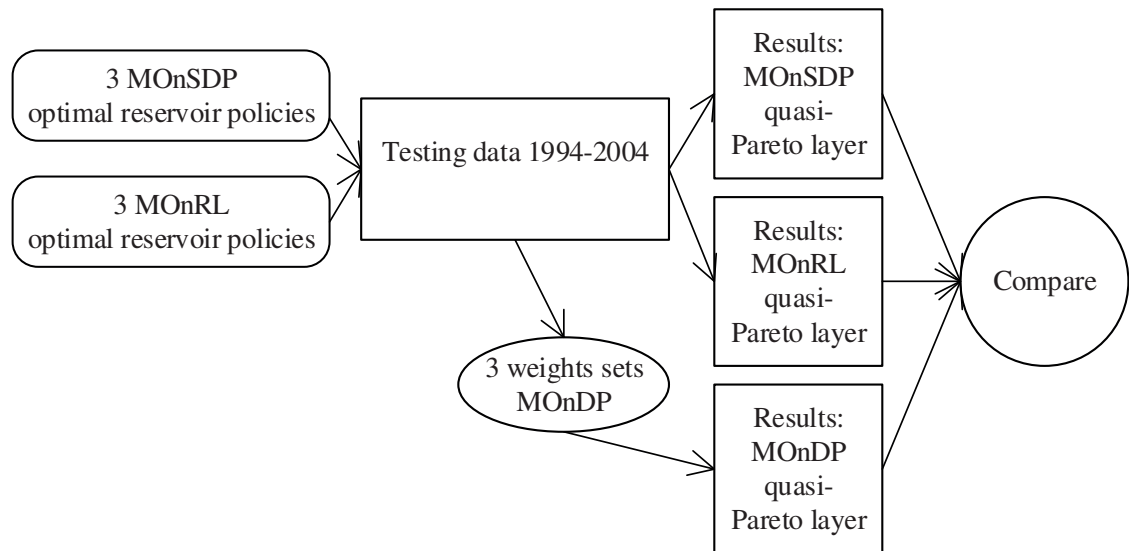 3 MOnSDP
optimal reservoir policies
3 MOnRL
optimal reservoir policies
Testing data 1994-2004
3 weights sets
MOnDP
Results:
MOnSDP
quasi-
Pareto layer
Results:
MOnRL
quasi-
Pareto layer
Results:
MOnDP
quasi-
Pareto layer
Compare